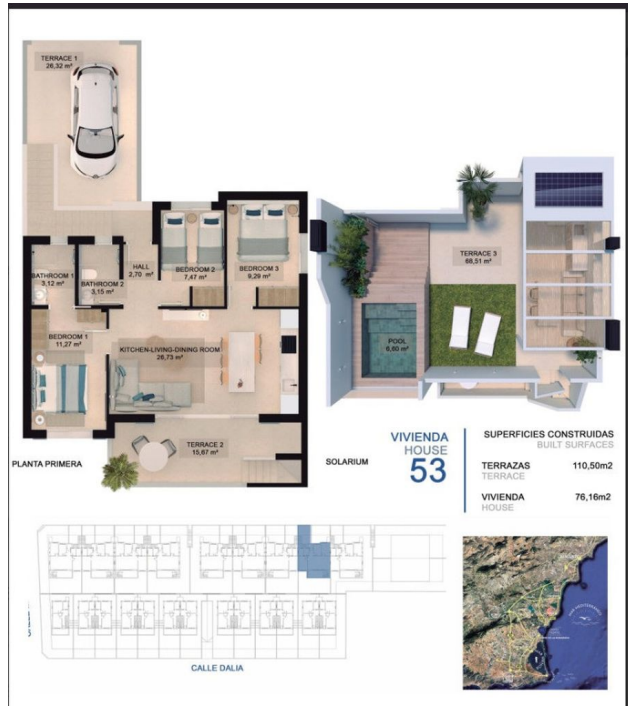 TERRACE 1
26,32 m²
HALL
2,70 m²
BEDROOM 2
7,47 m²
BEDROOM 3
9,29 m²
BATHROOM 1
3,12 m²
BATHROOM 2
3,15 m²
BEDROOM 1
11,27 m²
KITCHEN-LIVING-DINING ROOM
26,73 m²
TERRACE 2
15,67 m²
PLANTA PRIMERA
TERRACE 3
68,51 m²
POOL
6,80 m²
SOLARIUM
VIVIENDA
HOUSE
53
SUPERFICIES CONSTRUIDAS
BUILT SURFACES
TERRAZAS 110,50m2
TERRACE
VIVIENDA 76,16m2
HOUSE
CALLE DALIA